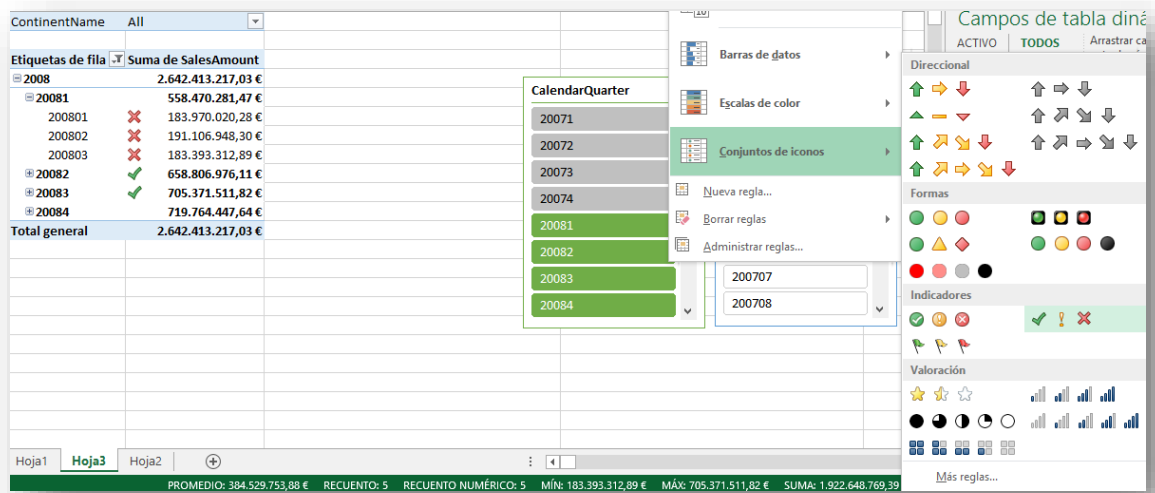 ContinentName All
Etiquetas de fila Suma de SalesAmount
2008 2.642.413.217,03 €
20081 558.470.281,47 €
200801 183.970.020,28 €
200802 191.106.948,30 €
200803 183.393.312,89 €
20082 658.806.976,11 €
20083 705.371.511,82 €
20084 719.764.447,64 €
Total general 2.642.413.217,03 €
CalendarQuarter
20071
20072
20073
20074
20081
20082
20083
20084
10
Barras de datos
Escalas de color
Conjuntos de iconos
Nueva regla...
Borrar reglas
Administrar reglas...
200707
200708
Campos de tabla diná
ACTIVO TODOS Arrastrar ca
Direccional
Formas
Indicadores
Valoración
Más reglas...
Hoja1 Hoja3 Hoja2
PROMEDIO: 384.529.753,88 € RECUENTO: 5 RECUENTO NUMÉRICO: 5 MÍN: 183.393.312,89 € MÁX: 705.371.511,82 € SUMA: 1.922.648.769,39